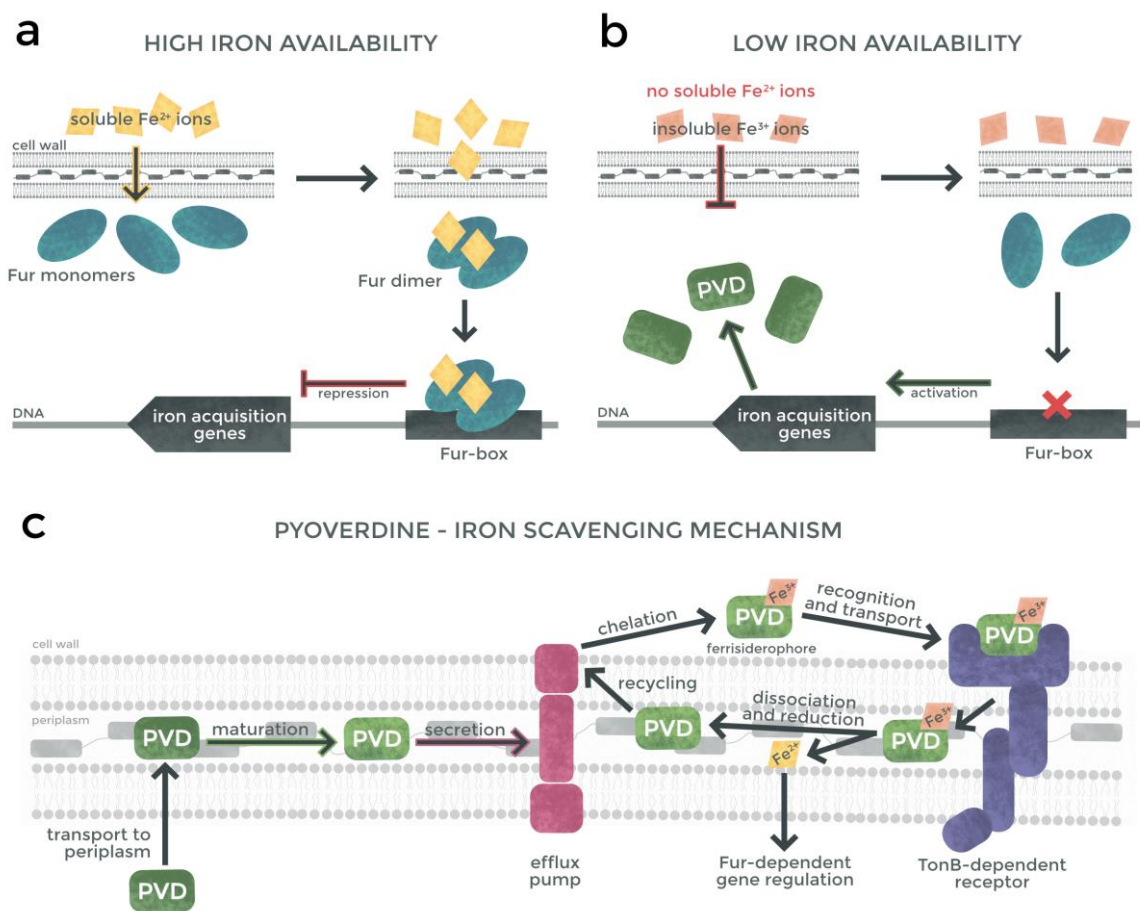 a
HIGH IRON AVAILABILITY
soluble Fe²⁺ ions
cell wall
Fur monomers
Fur dimer
repression
DNA
iron acquisition
genes
Fur-box
b
LOW IRON AVAILABILITY
no soluble Fe²⁺ ions
insoluble Fe³⁺ ions
cell wall
PVD
activation
DNA
iron acquisition
genes
Fur-box
c
PYOVERDINE - IRON SCAVENGING MECHANISM
cell wall
periplasm
PVD
transport to
periplasm
PVD
maturation
PVD
secretion
efflux
pump
chelation
PVD
Fe³⁺
ferrisiderophore
recognition
and transport
PVD
Fe³⁺
TonB-dependent
receptor
PVD
Fe³⁺
dissociation
and reduction
Fe²⁺
Fur-dependent
gene regulation
PVD
recycling